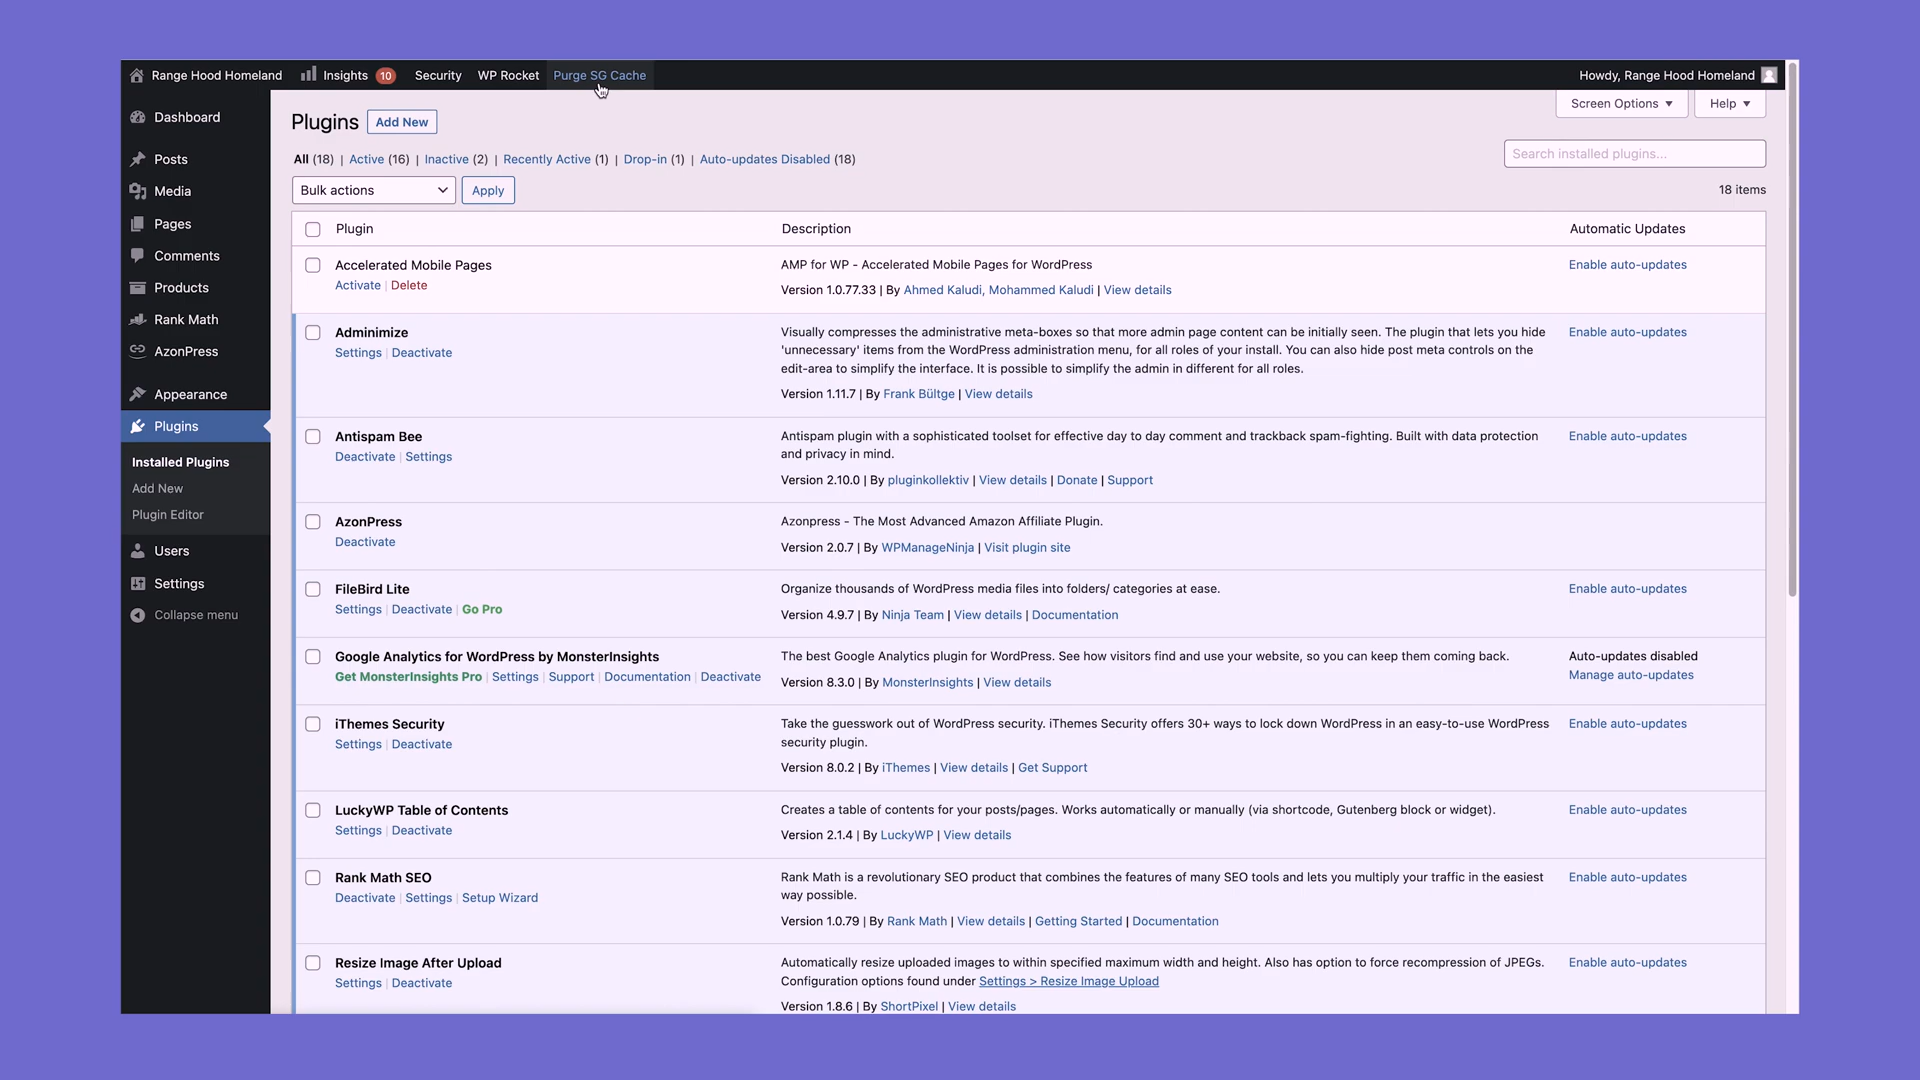 Range Hood Homeland Insights 10 Security WP Rocket Purge SG Cache Howdy, Range Hood Homeland
Screen Options ▼ Help ▼
Dashboard
Posts
Media
Pages
Comments
Products
Rank Math
AzonPress
Appearance
Plugins
Installed Plugins
Add New
Plugin Editor
Users
Settings
Collapse menu
Plugins Add New
All (18) | Active (16) | Inactive (2) | Recently Active (1) | Drop-in (1) | Auto-updates Disabled (18)
Search installed plugins...
Bulk actions Apply
18 items
Plugin Description Automatic Updates
Accelerated Mobile Pages
Activate | Delete
AMP for WP - Accelerated Mobile Pages for WordPress
Version 1.0.77.33 | By Ahmed Kaludi, Mohammed Kaludi | View details
Enable auto-updates
Adminimize
Settings | Deactivate
Visually compresses the administrative meta-boxes so that more admin page content can be initially seen. The plugin that lets you hide
'unnecessary' items from the WordPress administration menu, for all roles of your install. You can also hide post meta controls on the
edit-area to simplify the interface. It is possible to simplify the admin in different for all roles.
Version 1.11.7 | By Frank Bültge | View details
Enable auto-updates
Antispam Bee
Deactivate | Settings
Antispam plugin with a sophisticated toolset for effective day to day comment and trackback spam-fighting. Built with data protection
and privacy in mind.
Version 2.10.0 | By pluginkollektiv | View details | Donate | Support
Enable auto-updates
AzonPress
Deactivate
Azonpress - The Most Advanced Amazon Affiliate Plugin.
Version 2.0.7 | By WPManageNinja | Visit plugin site
FileBird Lite
Settings | Deactivate | Go Pro
Organize thousands of WordPress media files into folders/ categories at ease.
Version 4.9.7 | By Ninja Team | View details | Documentation
Enable auto-updates
Google Analytics for WordPress by MonsterInsights
Get MonsterInsights Pro | Settings | Support | Documentation | Deactivate
The best Google Analytics plugin for WordPress. See how visitors find and use your website, so you can keep them coming back.
Version 8.3.0 | By MonsterInsights | View details
Auto-updates disabled
Manage auto-updates
iThemes Security
Settings | Deactivate
Take the guesswork out of WordPress security. iThemes Security offers 30+ ways to lock down WordPress in an easy-to-use WordPress
security plugin.
Version 8.0.2 | By iThemes | View details | Get Support
Enable auto-updates
LuckyWP Table of Contents
Settings | Deactivate
Creates a table of contents for your posts/pages. Works automatically or manually (via shortcode, Gutenberg block or widget).
Version 2.1.4 | By LuckyWP | View details
Enable auto-updates
Rank Math SEO
Deactivate | Settings | Setup Wizard
Rank Math is a revolutionary SEO product that combines the features of many SEO tools and lets you multiply your traffic in the easiest
way possible.
Version 1.0.79 | By Rank Math | View details | Getting Started | Documentation
Enable auto-updates
Resize Image After Upload
Settings | Deactivate
Automatically resize uploaded images to within specified maximum width and height. Also has option to force recompression of JPEGs.
Configuration options found under Settings > Resize Image Upload
Version 1.8.6 | By ShortPixel | View details
Enable auto-updates